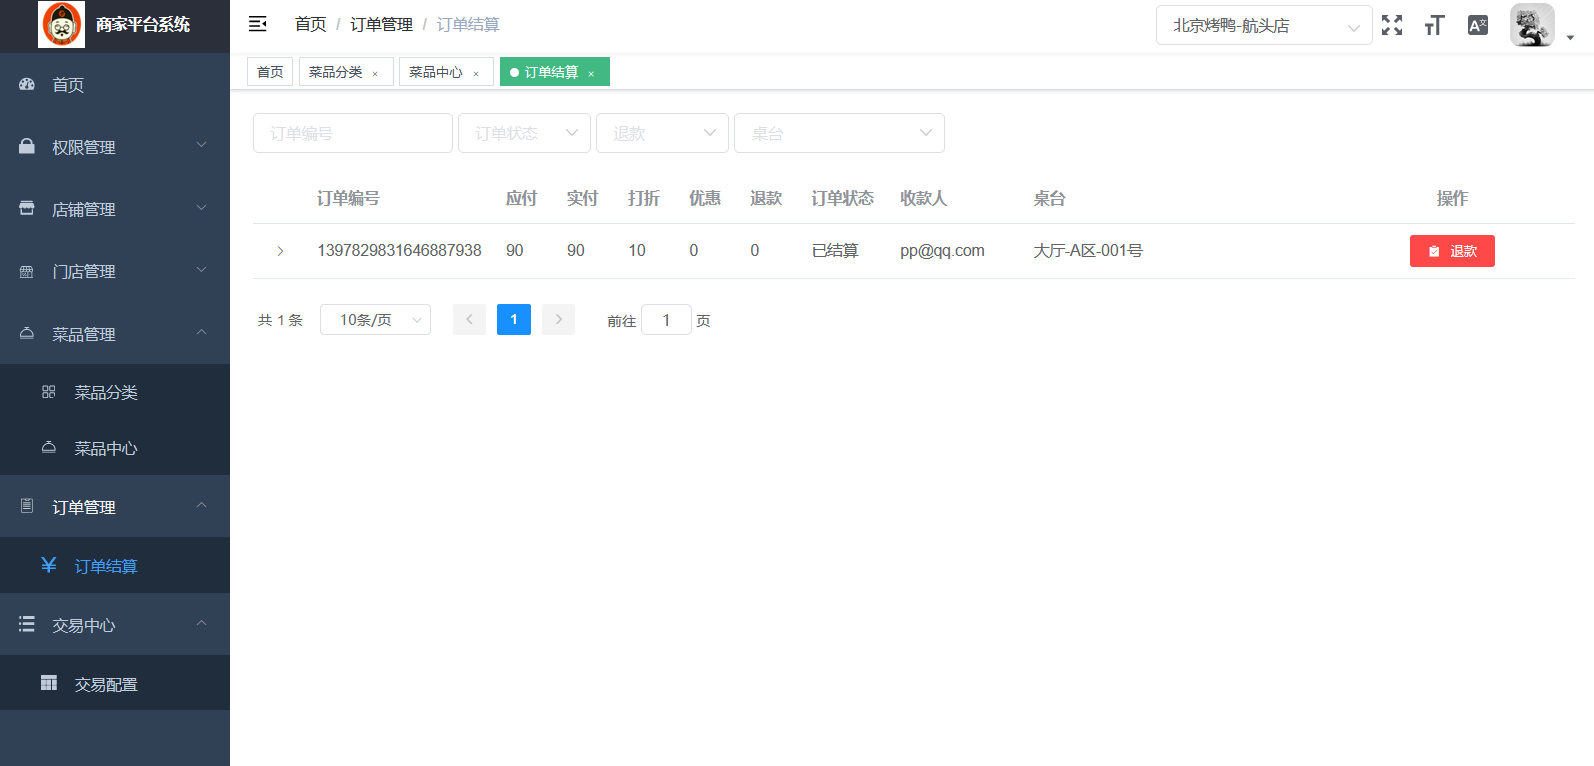 商家平台系统
首页 / 订单管理 / 订单结算
北京烤鸭-航头店
首页
菜品分类 ×
菜品中心 ×
订单结算 ×
首页
权限管理
店铺管理
门店管理
菜品管理
菜品分类
菜品中心
订单管理
订单结算
交易中心
交易配置
订单编号 订单状态 退款 桌台
订单编号 应付 实付 打折 优惠 退款 订单状态 收款人 桌台 操作
1397829831646887938 90 90 10 0 0 已结算 pp@qq.com 大厅-A区-001号 退款
共 1 条 10条/页 1 前往 1 页